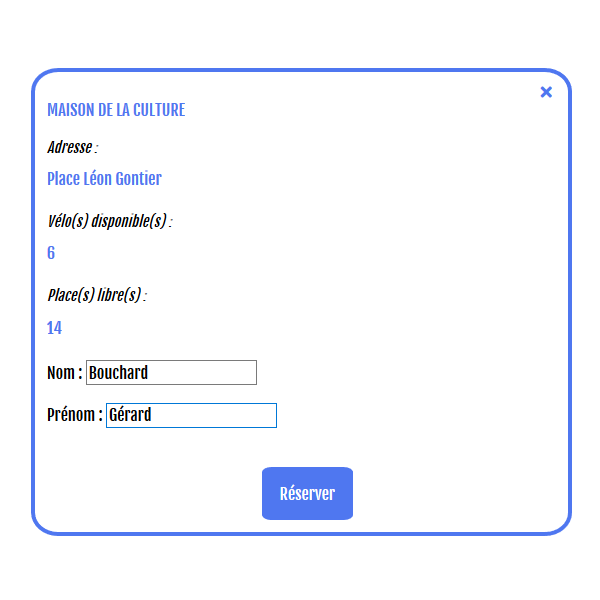 MAISON DE LA CULTURE
Adresse :
Place Léon Gontier
Vélo(s) disponible(s) :
6
Place(s) libre(s) :
14
Nom : Bouchard
Prénom : Gérard
Réserver